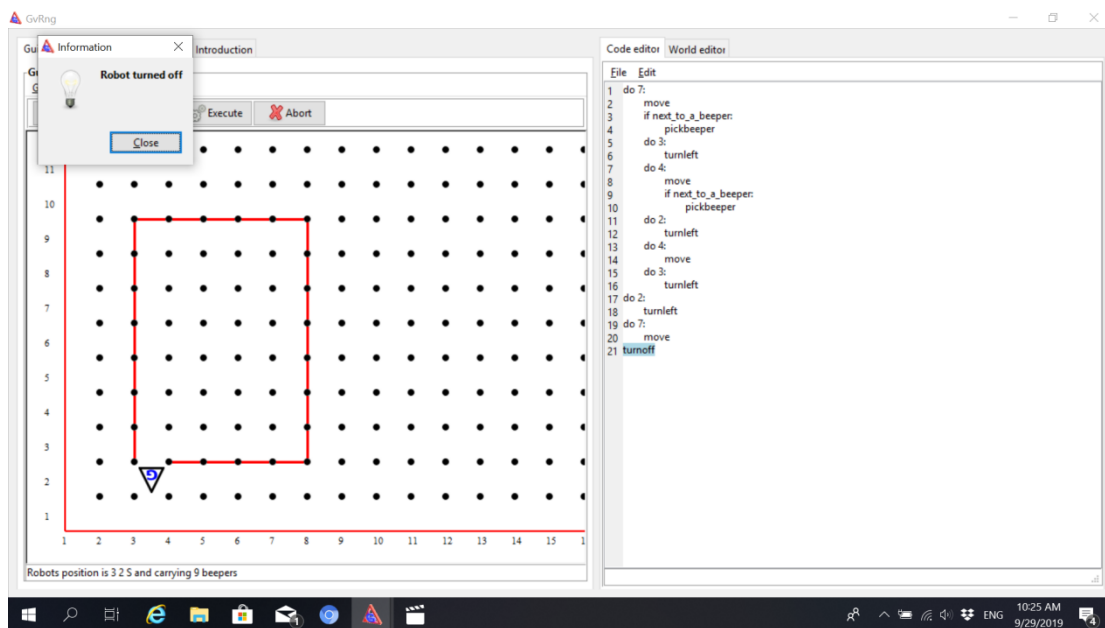 GvRng
Gu
Introduction
Information
Robot turned off
Close
G
G
Execute
Abort
11
10
9
8
7
6
5
4
3
2
1
G
1 2 3 4 5 6 7 8 9 10 11 12 13 14 15 1
Robots position is 3 2 S and carrying 9 beepers
Code editor World editor
File Edit
1 do 7:
2 move
3 if next_to_a_beeper:
4 pickbeeper
5 do 3:
6 turnleft
7 do 4:
8 move
9 if next_to_a_beeper:
10 pickbeeper
11 do 2:
12 turnleft
13 do 4:
14 move
15 do 3:
16 turnleft
17 do 2:
18 turnleft
19 do 7:
20 move
21 turnoff
1
ENG
10:25 AM
9/29/2019
4